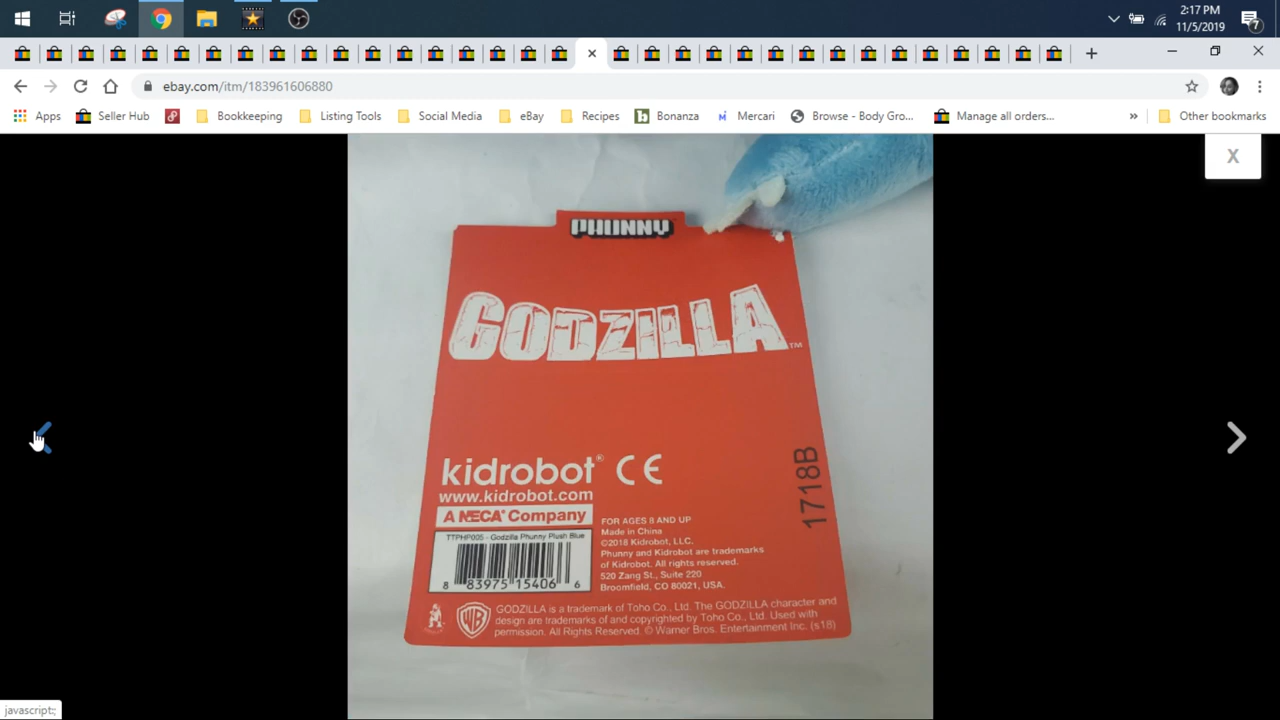 2:17 PM
11/5/2019
7
ebay.com/itm/183961606880
Apps
Seller Hub
Bookkeeping
Listing Tools
Social Media
eBay
Recipes
Bonanza
Mercari
Browse - Body Gro...
Manage all orders...
»
Other bookmarks
X
PHUNNY
GODZILLA™
kidrobot® CE
www.kidrobot.com
A NECA® Company
TTPHP005 - Godzilla Phunny Plush Blue
8 83975 15406 6
FOR AGES 8 AND UP
Made in China
©2018 Kidrobot, LLC.
Phunny and Kidrobot are trademarks
of Kidrobot. All rights reserved.
520 Zang St., Suite 220
Broomfield, CO 80021, USA.
1718B
WB
GODZILLA is a trademark of Toho Co., Ltd. The GODZILLA character and
design are trademarks of and copyrighted by Toho Co., Ltd. Used with
permission. All Rights Reserved. © Warner Bros. Entertainment Inc. (s18)
javascript:;